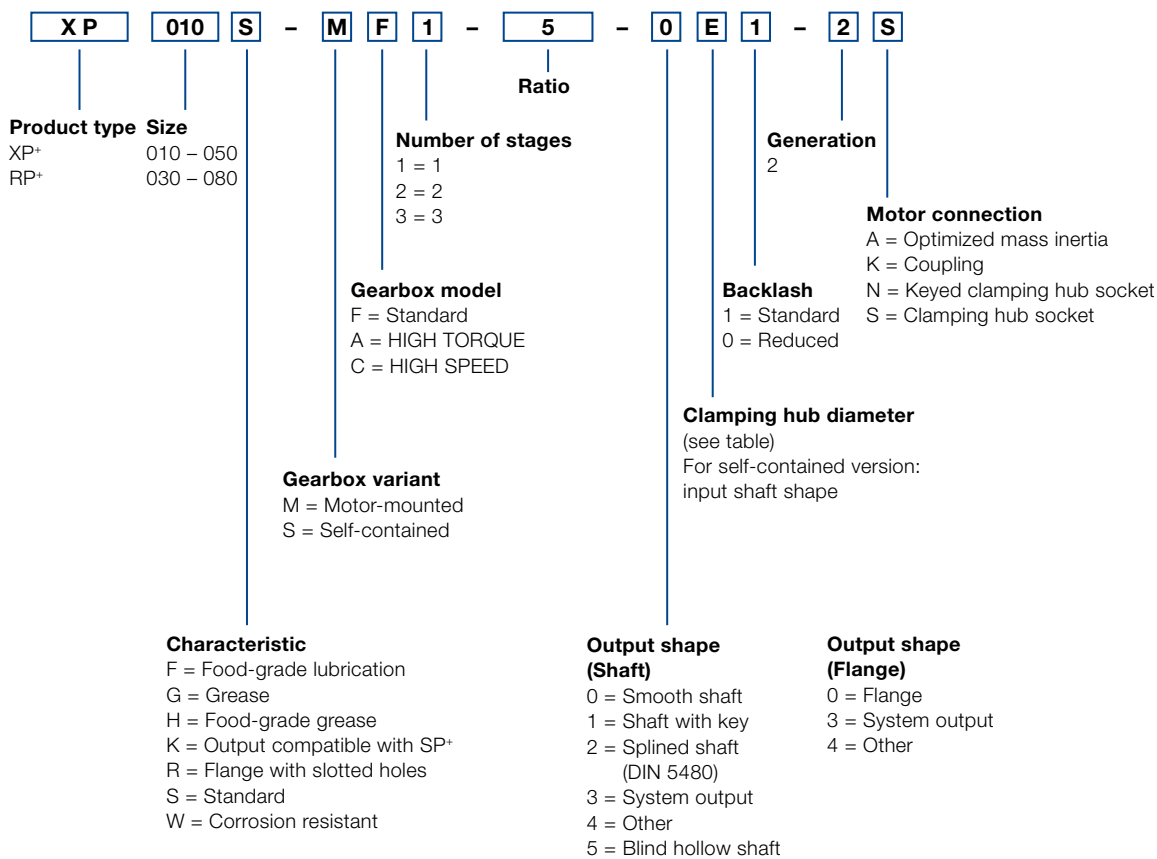 X P 010 S – M F 1 – 5 – 0 E 1 – 2 S
Ratio
Product type
XP+
RP+
Size
010 – 050
030 – 080
Number of stages
1 = 1
2 = 2
3 = 3
Generation
2
Motor connection
A = Optimized mass inertia
K = Coupling
N = Keyed clamping hub socket
S = Clamping hub socket
Gearbox model
F = Standard
A = HIGH TORQUE
C = HIGH SPEED
Backlash
1 = Standard
0 = Reduced
Clamping hub diameter
(see table)
For self-contained version:
input shaft shape
Gearbox variant
M = Motor-mounted
S = Self-contained
Characteristic
F = Food-grade lubrication
G = Grease
H = Food-grade grease
K = Output compatible with SP+
R = Flange with slotted holes
S = Standard
W = Corrosion resistant
Output shape
(Shaft)
0 = Smooth shaft
1 = Shaft with key
2 = Splined shaft
(DIN 5480)
3 = System output
4 = Other
5 = Blind hollow shaft
Output shape
(Flange)
0 = Flange
3 = System output
4 = Other